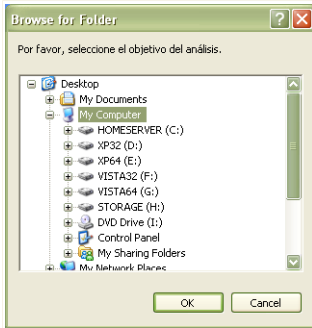 Browse for Folder
Por favor, seleccione el objetivo del análisis.
Desktop
My Documents
My Computer
HOMESERVER (C:)
XP32 (D:)
XP64 (E:)
VISTA32 (F:)
VISTA64 (G:)
STORAGE (H:)
DVD Drive (I:)
Control Panel
My Sharing Folders
My Network Places
OK Cancel